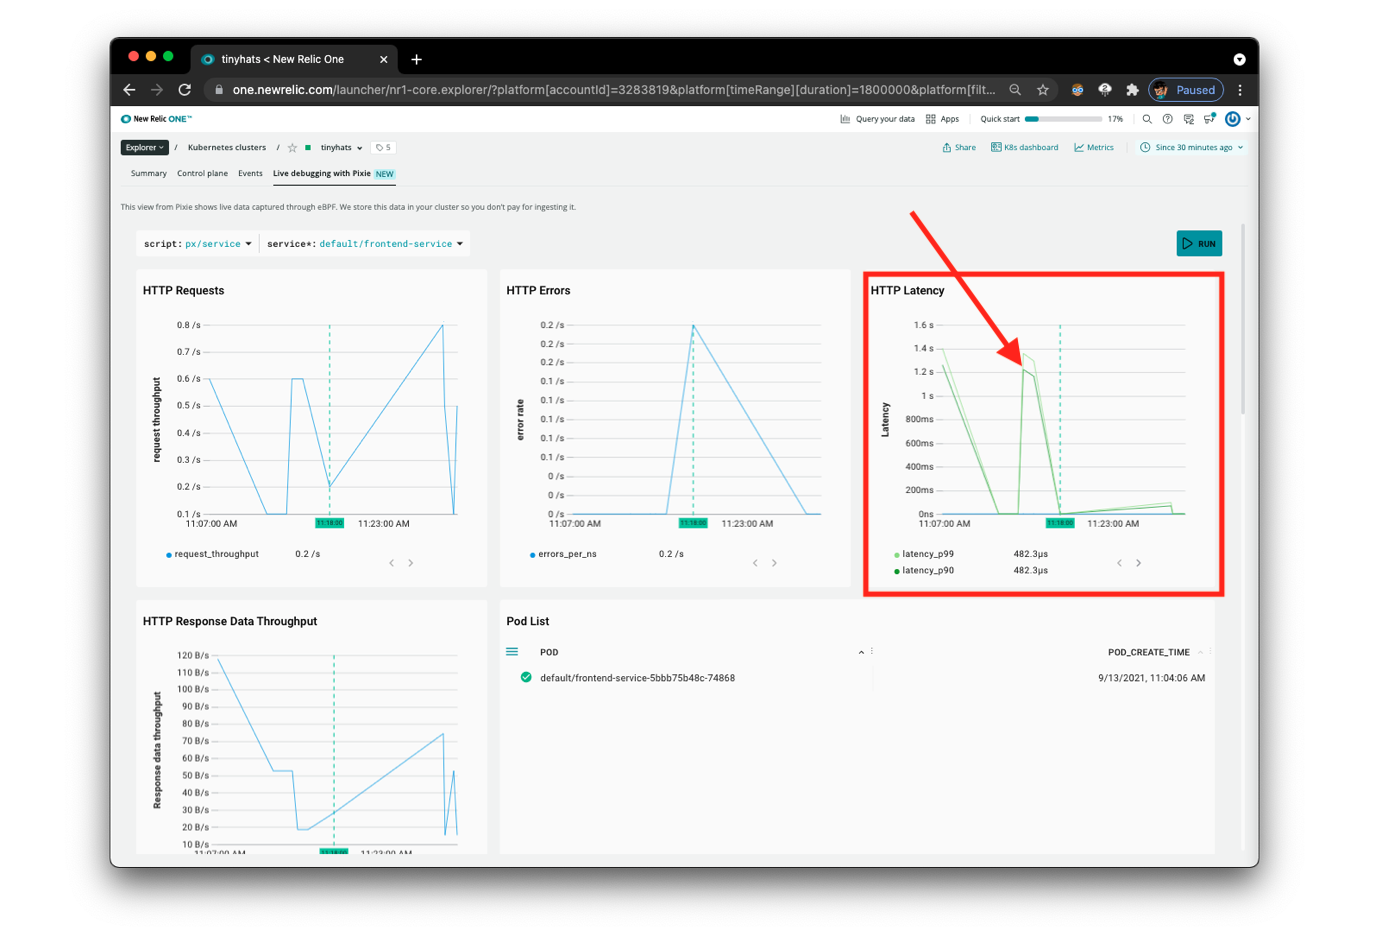 tinyhats < New Relic One
one.newrelic.com/launcher/nr1-core.explorer/?platform[accountId]=3283819&platform[timeRange][duration]=1800000&platform[filt...
Paused
New Relic ONE™
Query your data
Apps
Quick start
17%
Explorer / Kubernetes clusters / tinyhats
5
Share
K8s dashboard
Metrics
Since 30 minutes ago
Summary
Control plane
Events
Live debugging with Pixie NEW
This view from Pixie shows live data captured through eBPF. We store this data in your cluster so you don't pay for ingesting it.
script: px/service
service*: default/frontend-service
RUN
HTTP Requests
0.8 /s
0.7 /s
0.6 /s
0.5 /s
0.4 /s
0.3 /s
0.2 /s
0.1 /s
request throughput
11:07:00 AM
11:18:00
11:23:00 AM
request_throughput
0.2 /s
HTTP Errors
0.2 /s
0.2 /s
0.2 /s
0.1 /s
0.1 /s
0.1 /s
0.1 /s
0.1 /s
0 /s
0 /s
0 /s
error rate
11:07:00 AM
11:18:00
11:23:00 AM
errors_per_ns
0.2 /s
HTTP Latency
1.6 s
1.4 s
1.2 s
1 s
800ms
600ms
400ms
200ms
0ns
Latency
11:07:00 AM
11:18:00
11:23:00 AM
latency_p99
482.3µs
latency_p90
482.3µs
HTTP Response Data Throughput
120 B/s
110 B/s
100 B/s
90 B/s
80 B/s
70 B/s
60 B/s
50 B/s
40 B/s
30 B/s
20 B/s
10 B/s
Response data throughput
11:07:00 AM
11:18:00
11:23:00 AM
Pod List
POD
POD_CREATE_TIME
default/frontend-service-5bbb75b48c-74868
9/13/2021, 11:04:06 AM